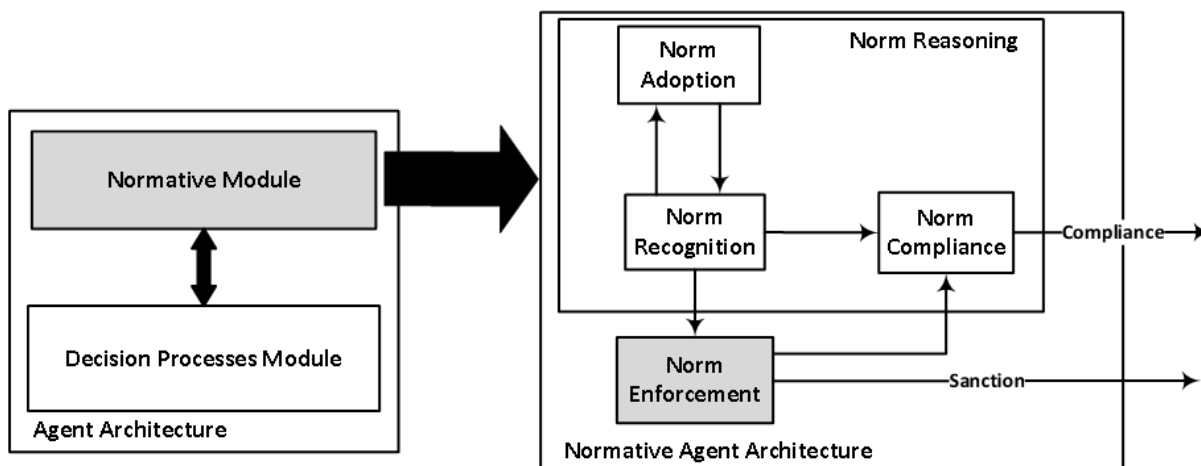 Normative Module
Decision Processes Module
Agent Architecture
Norm Reasoning
Norm
Adoption
Norm
Recognition
Norm
Compliance
Compliance
Norm
Enforcement
Sanction
Normative Agent Architecture